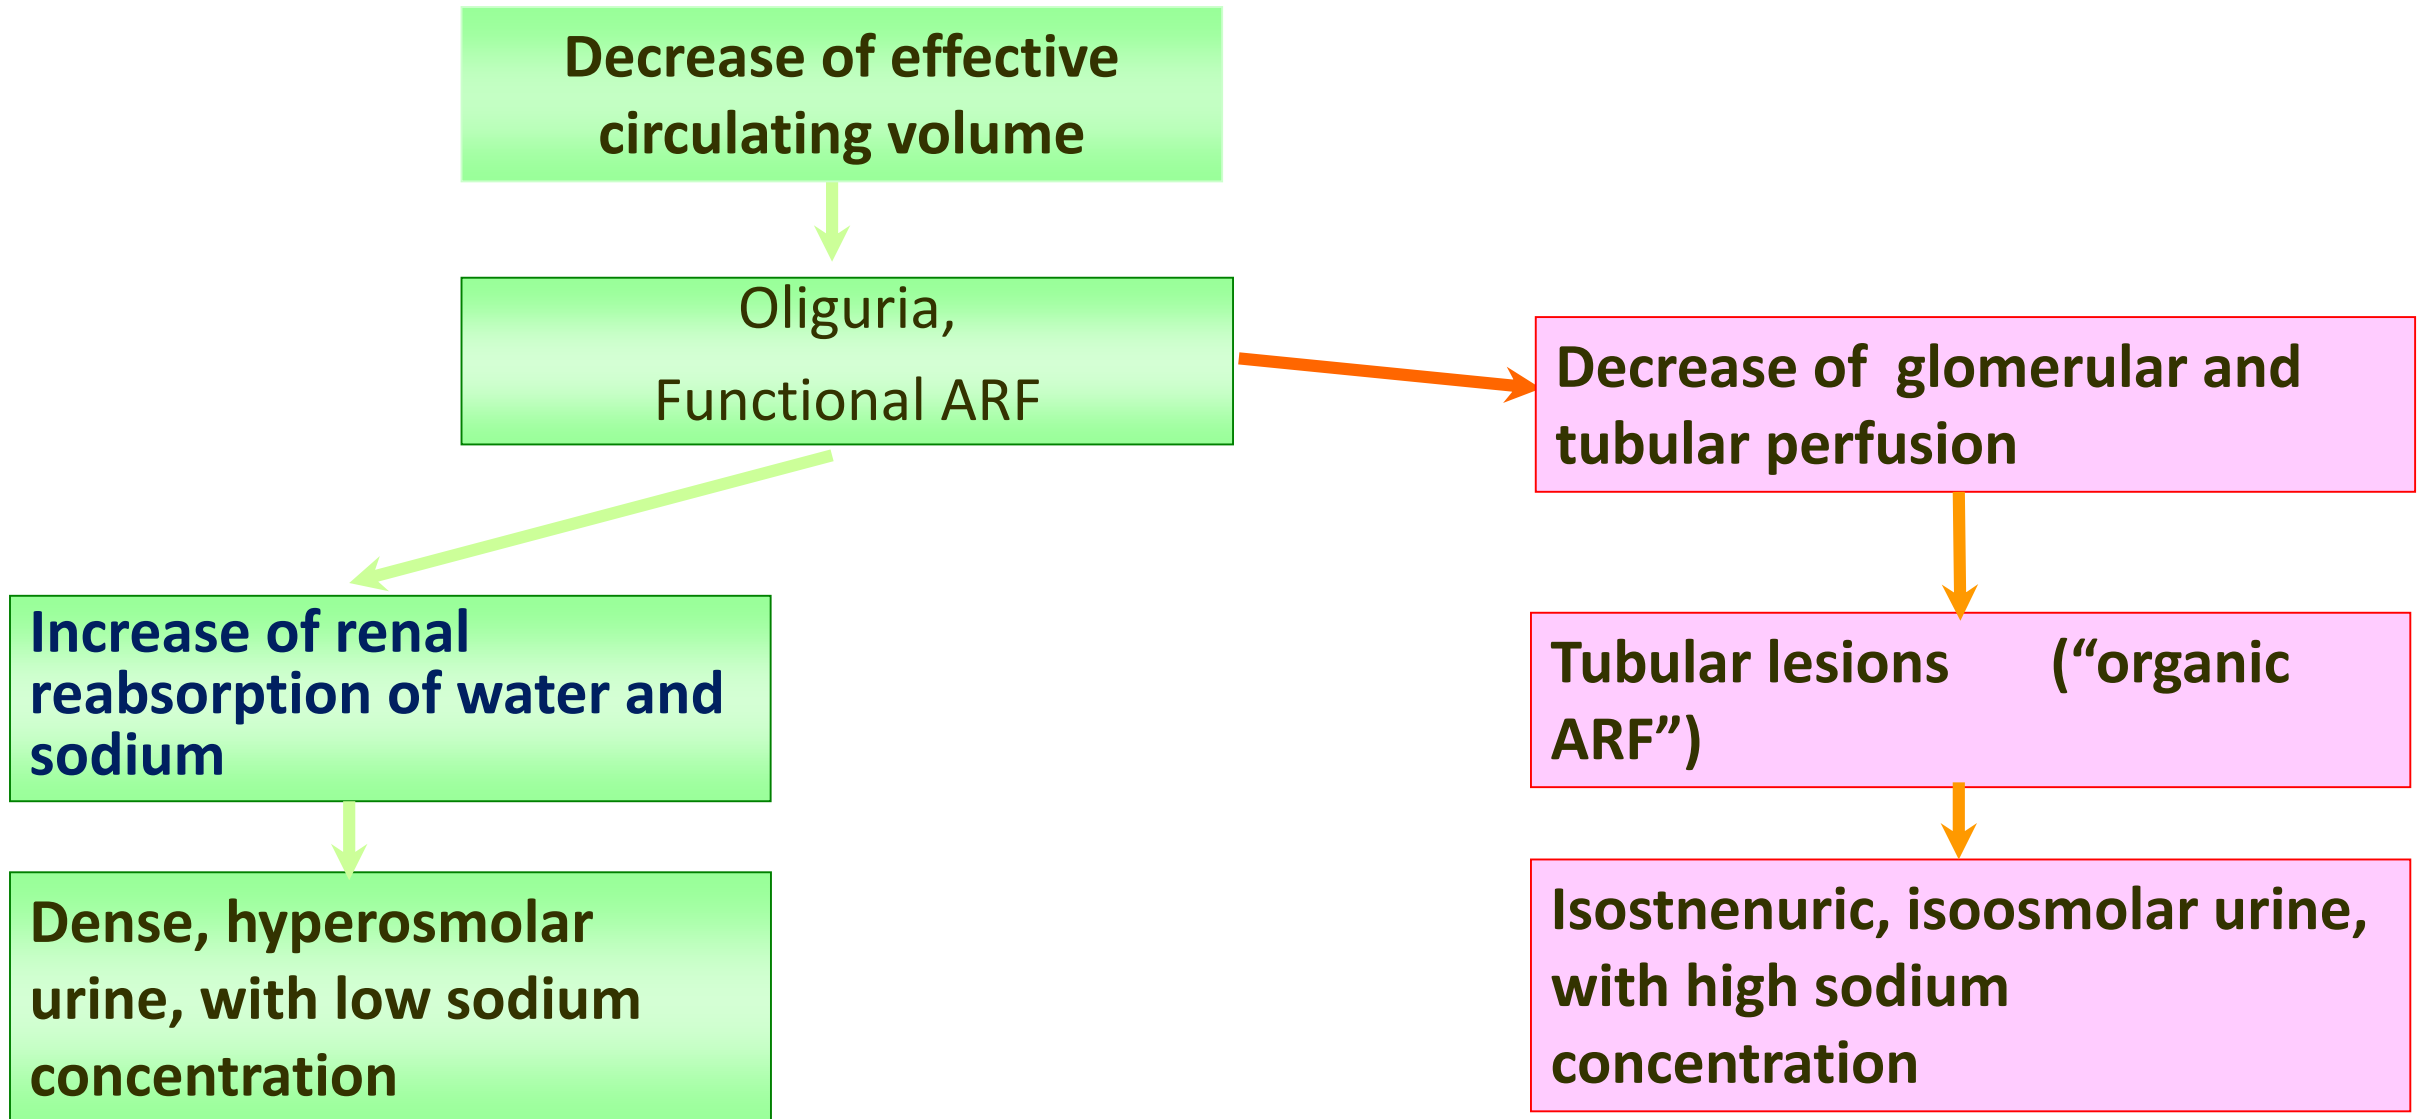 Decrease of effective
circulating volume
Oliguria,
Functional ARF
Decrease of  glomerular and
tubular perfusion
Increase of renal
reabsorption of water and
sodium
Tubular lesions      (“organic
ARF”)
Dense, hyperosmolar
urine, with low sodium
concentration
Isostnenuric, isoosmolar urine,
with high sodium
concentration